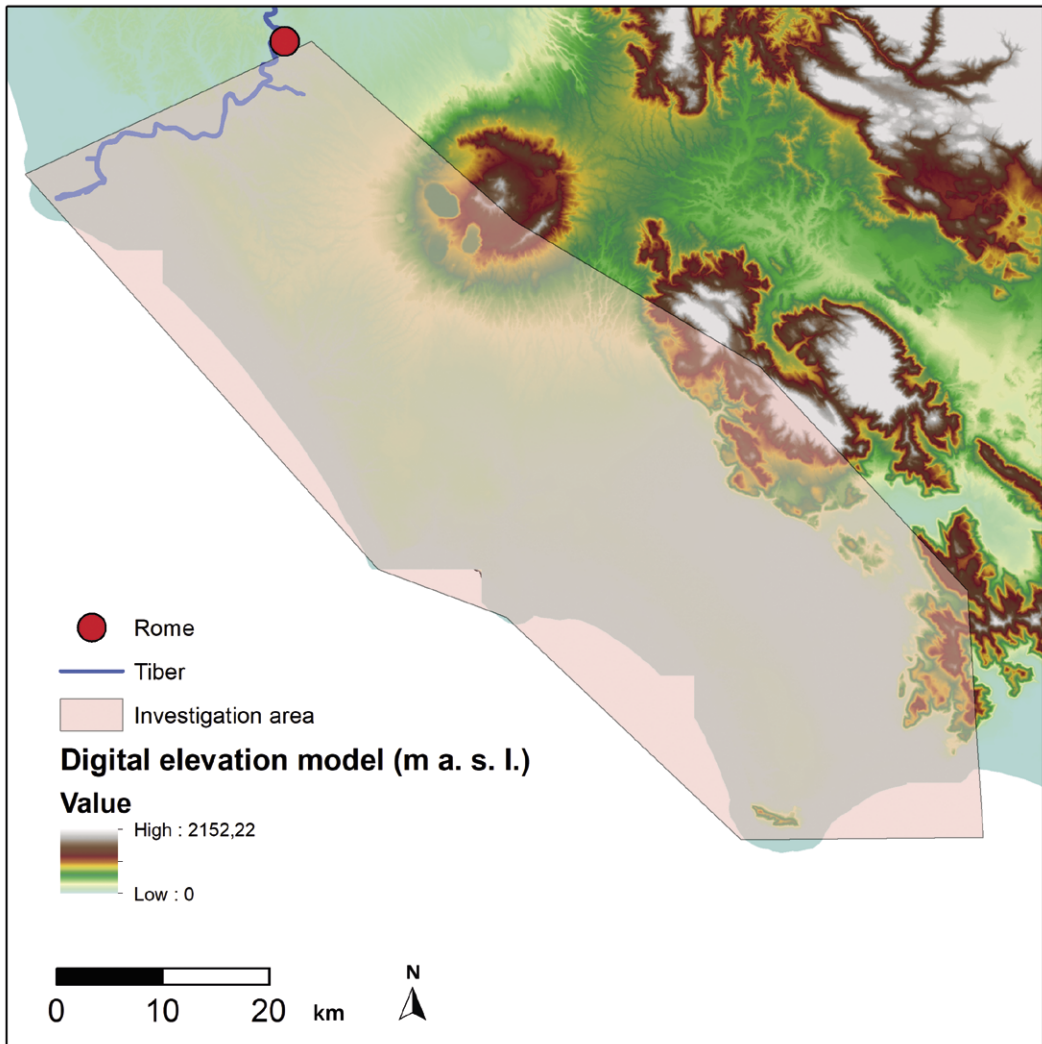 Rome
Tiber
Investigation area
Digital elevation model (m a. s. l.)
Value
High : 2152,22
Low : 0
0 10 20 km
N